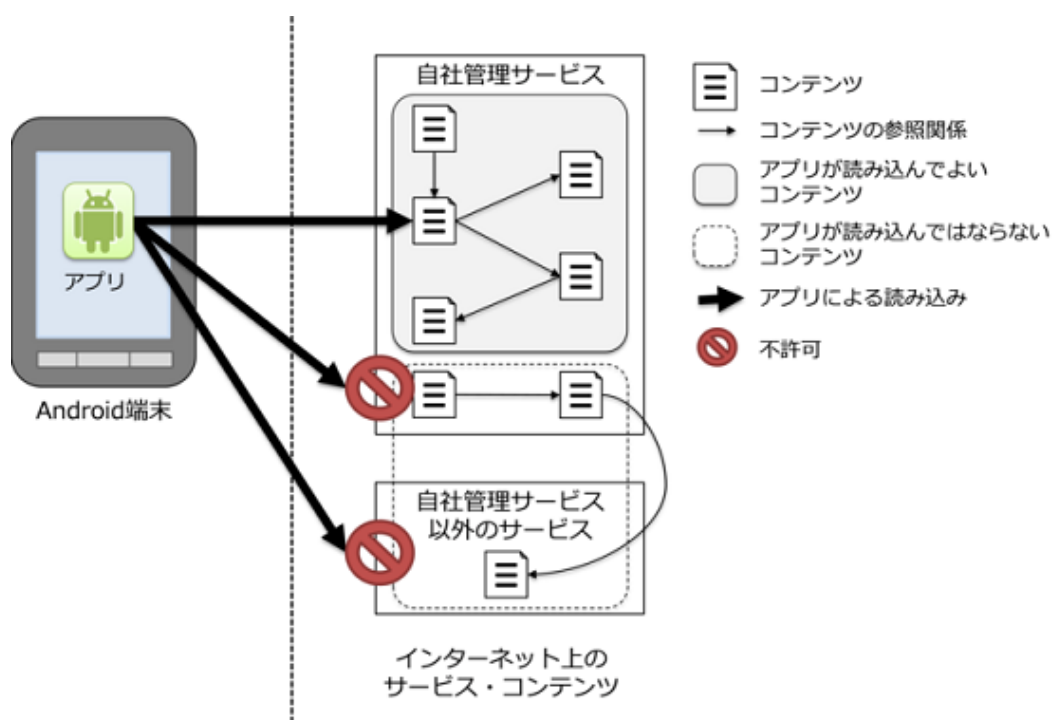 自社管理サービス
アプリ
Android端末
自社管理サービス
以外のサービス
インターネット上の
サービス・コンテンツ
コンテンツ
コンテンツの参照関係
アプリが読み込んでよい
コンテンツ
アプリが読み込んではならない
コンテンツ
アプリによる読み込み
不許可